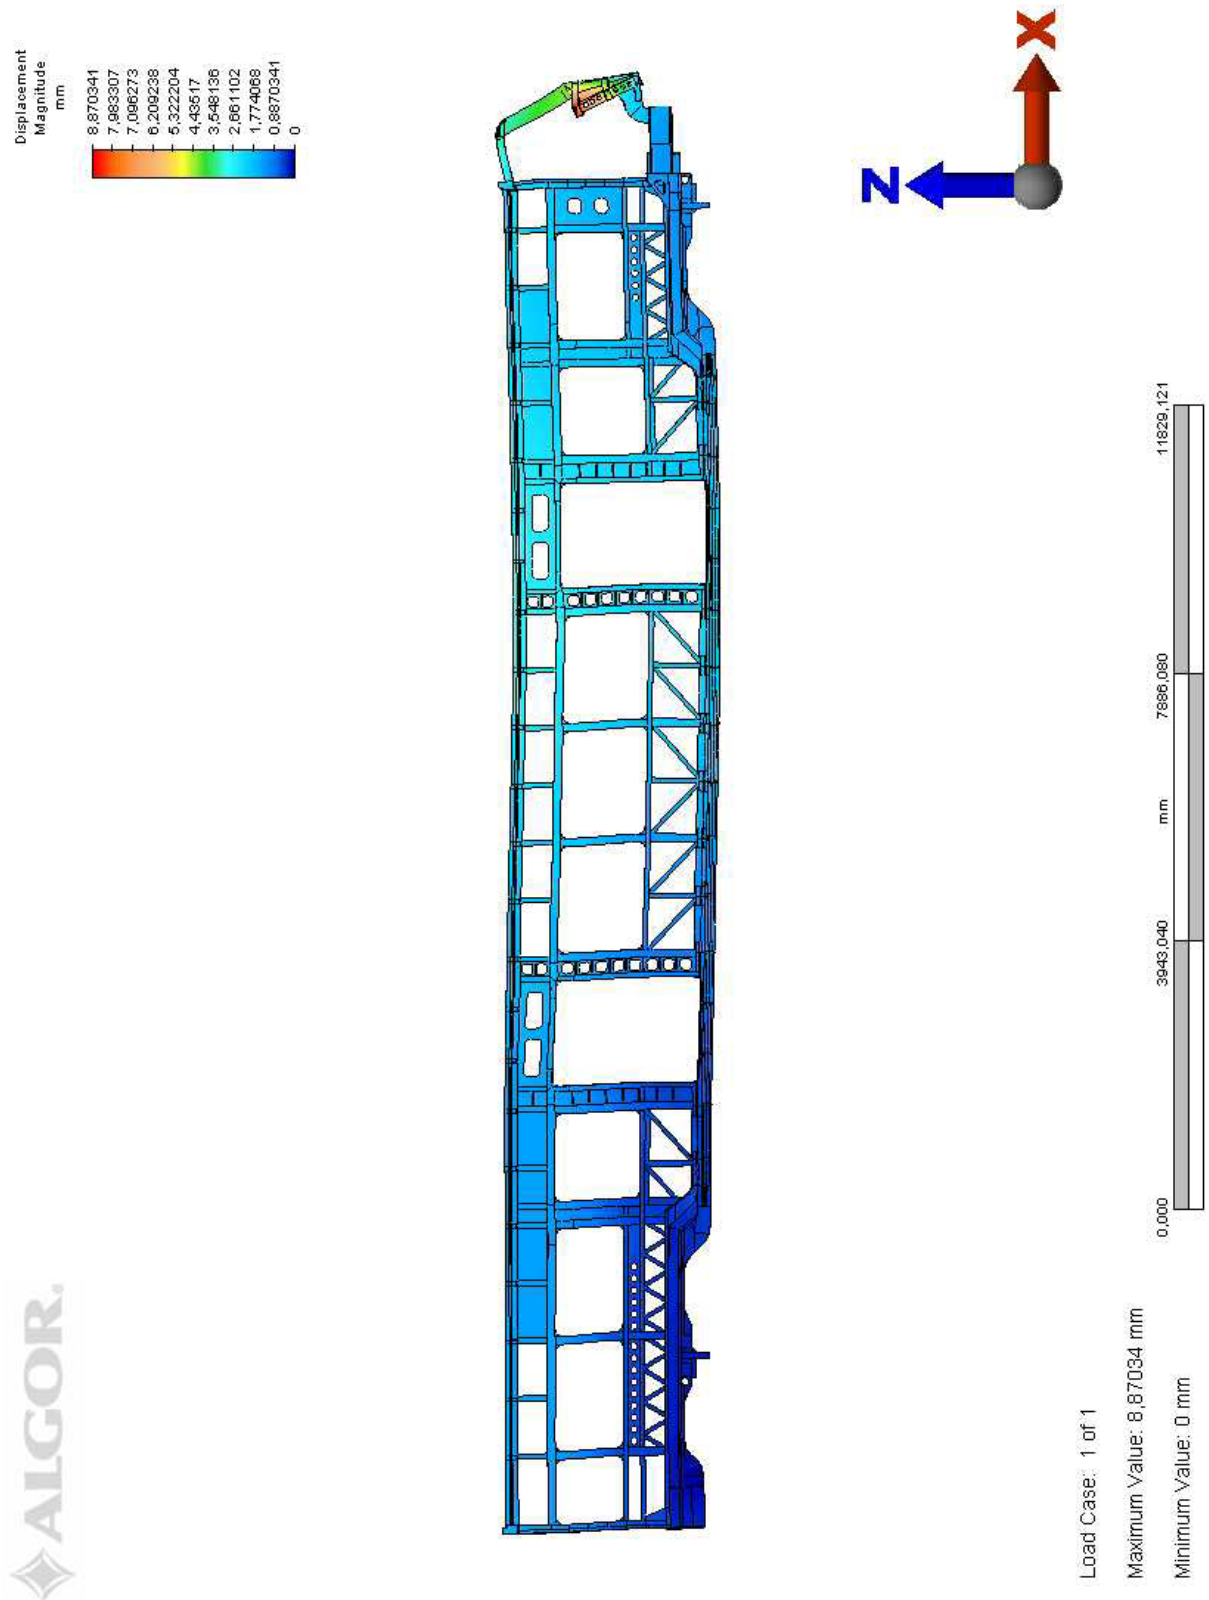 Displacement
Magnitude
mm
8,870341
7,983307
7,096273
6,209238
5,322204
4,43517
3,548136
2,661102
1,774068
0,8870341
0
X
Z
ALGOR.
0,000
3943,040
mm
7886,080
11829,121
Load Case: 1 of 1
Maximum Value: 8,87034 mm
Minimum Value: 0 mm